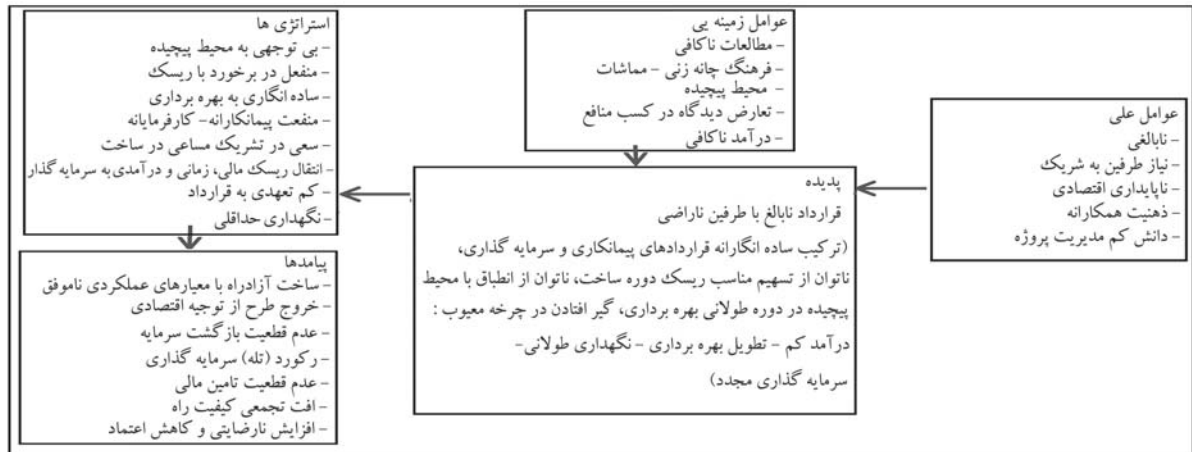 عوامل علی
- نابالغی
- نیاز طرفین به شریک
- ناپایداری اقتصادی
- ذهنیت همکارانه
- دانش کم مدیریت پروژه
عوامل زمینه یی
- مطالعات ناکافی
- فرهنگ چانه زنی - مماشات
- محیط پیچیده
- تعارض دیدگاه در کسب منافع
- درآمد ناکافی
پدیده
قرارداد نابالغ با طرفین ناراضی
(ترکیب ساده انگارانه قراردادهای پیمانکاری و سرمایه گذاری،
ناتوان از تسهیم مناسب ریسک دوره ساخت، ناتوان از انطباق با محیط
پیچیده در دوره طولانی بهره برداری، گیر افتادن در چرخه معیوب :
درآمد کم - تطویل بهره برداری - نگهداری طولانی-
سرمایه گذاری مجدد)
استراتژی ها
- بی توجهی به محیط پیچیده
- منفعل در برخورد با ریسک
- ساده انگاری به بهره برداری
- منفعت پیمانکارانه- کارفرمایانه
- سعی در تشریک مساعی در ساخت
- انتقال ریسک مالی، زمانی و درآمدی به سرمایه گذار
- کم تعهدی به قرارداد
- نگهداری حداقلی
پیامدها
- ساخت آزادراه با معیارهای عملکردی ناموفق
- خروج طرح از توجیه اقتصادی
- عدم قطعیت بازگشت سرمایه
- رکورد (تله) سرمایه گذاری
- عدم قطعیت تامین مالی
- افت تجمعی کیفیت راه
- افزایش نارضایتی و کاهش اعتماد